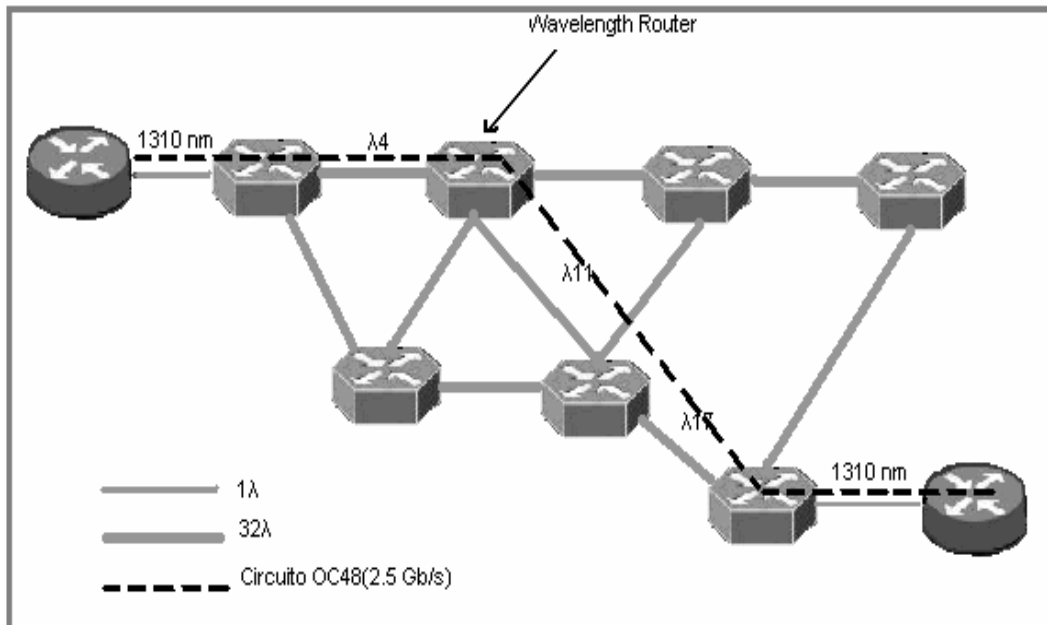 Wavelength Router
1310 nm
λ4
λ11
λ17
1310 nm
1λ
32λ
Circuito OC48(2.5 Gb/s)